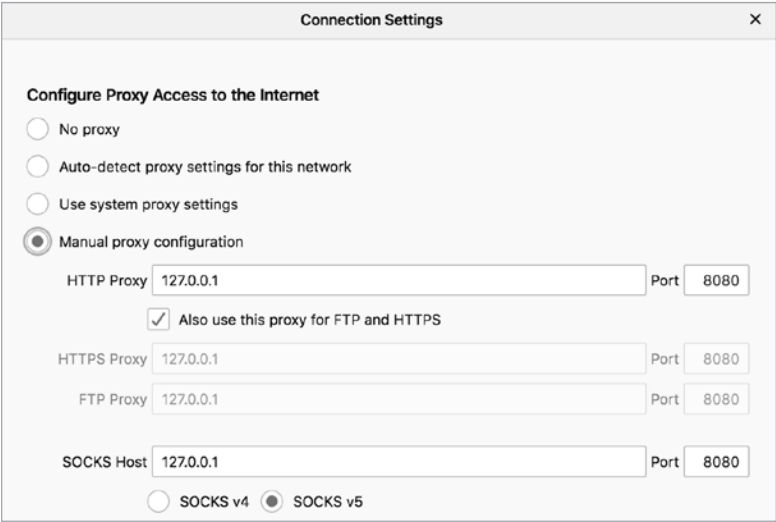 Connection Settings ×
Configure Proxy Access to the Internet
No proxy
Auto-detect proxy settings for this network
Use system proxy settings
Manual proxy configuration
HTTP Proxy 127.0.0.1 Port 8080
Also use this proxy for FTP and HTTPS
HTTPS Proxy 127.0.0.1 Port 8080
FTP Proxy 127.0.0.1 Port 8080
SOCKS Host 127.0.0.1 Port 8080
SOCKS v4 SOCKS v5